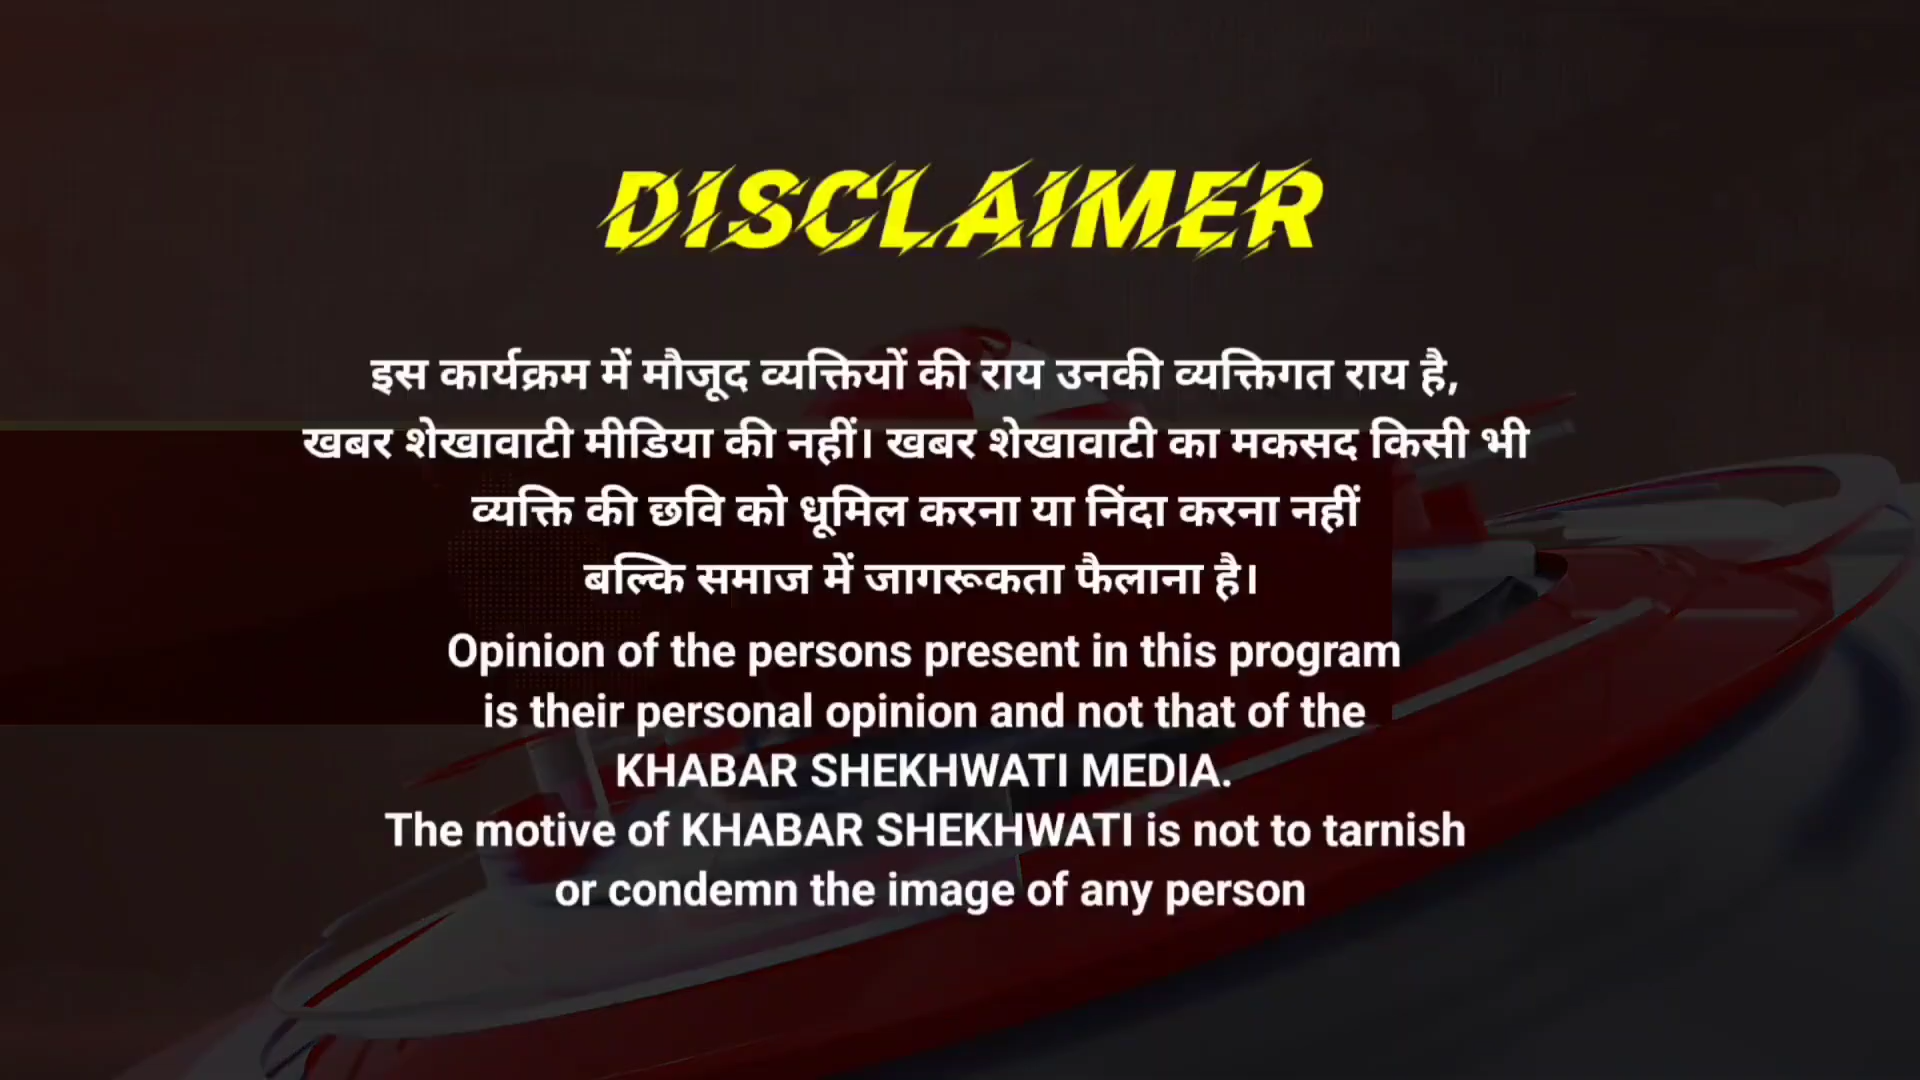 DISCLAIMER
इस कार्यक्रम में मौजूद व्यक्तियों की राय उनकी व्यक्तिगत राय है,
खबर शेखावाटी मीडिया की नहीं। खबर शेखावाटी का मकसद किसी भी
व्यक्ति की छवि को धूमिल करना या निंदा करना नहीं
बल्कि समाज में जागरूकता फैलाना है।
Opinion of the persons present in this program
is their personal opinion and not that of the
KHABAR SHEKHWATI MEDIA.
The motive of KHABAR SHEKHWATI is not to tarnish
or condemn the image of any person